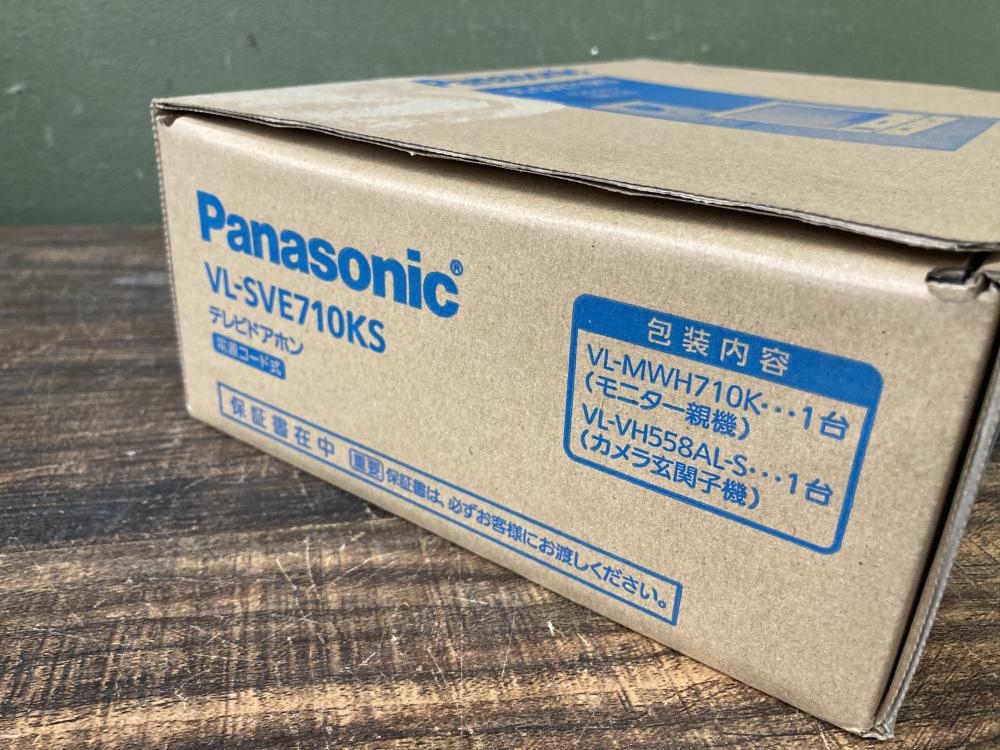 Panasonic
Panasonic®
VL-SVE710KS
テレビドアホン
電源コード式
保証書在中
重要 保証書は、必ずお客様にお渡しください。
包装内容
VL-MWH710K・・・1台
(モニター親機)
VL-VH558AL-S・・・1台
(カメラ玄関子機)